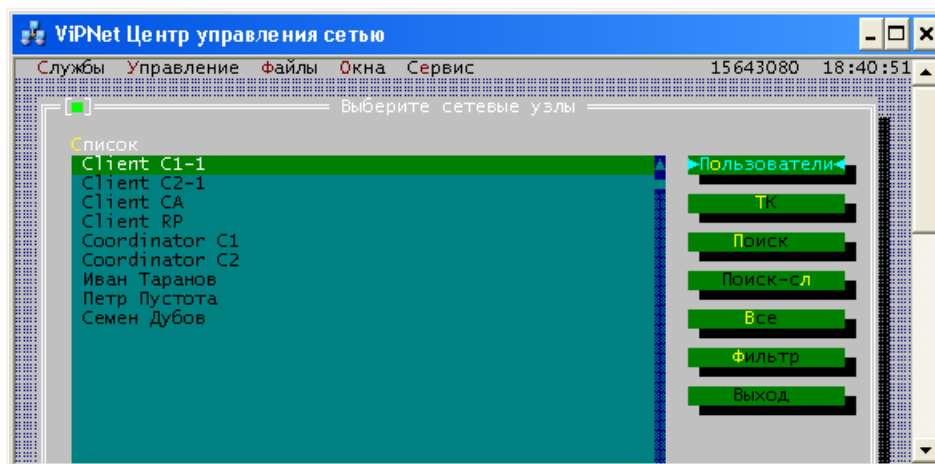 ViPNet Центр управления сетью
Службы Управление Файлы Окна Сервис 15643080 18:40:51
Выберите сетевые узлы
Список
Client C1-1
Client C2-1
Client CA
Client RP
Coordinator C1
Coordinator C2
Иван Таранов
Петр Пустота
Семен Дубов
Пользователи
ТК
Поиск
Поиск-сл
Все
Фильтр
Выход